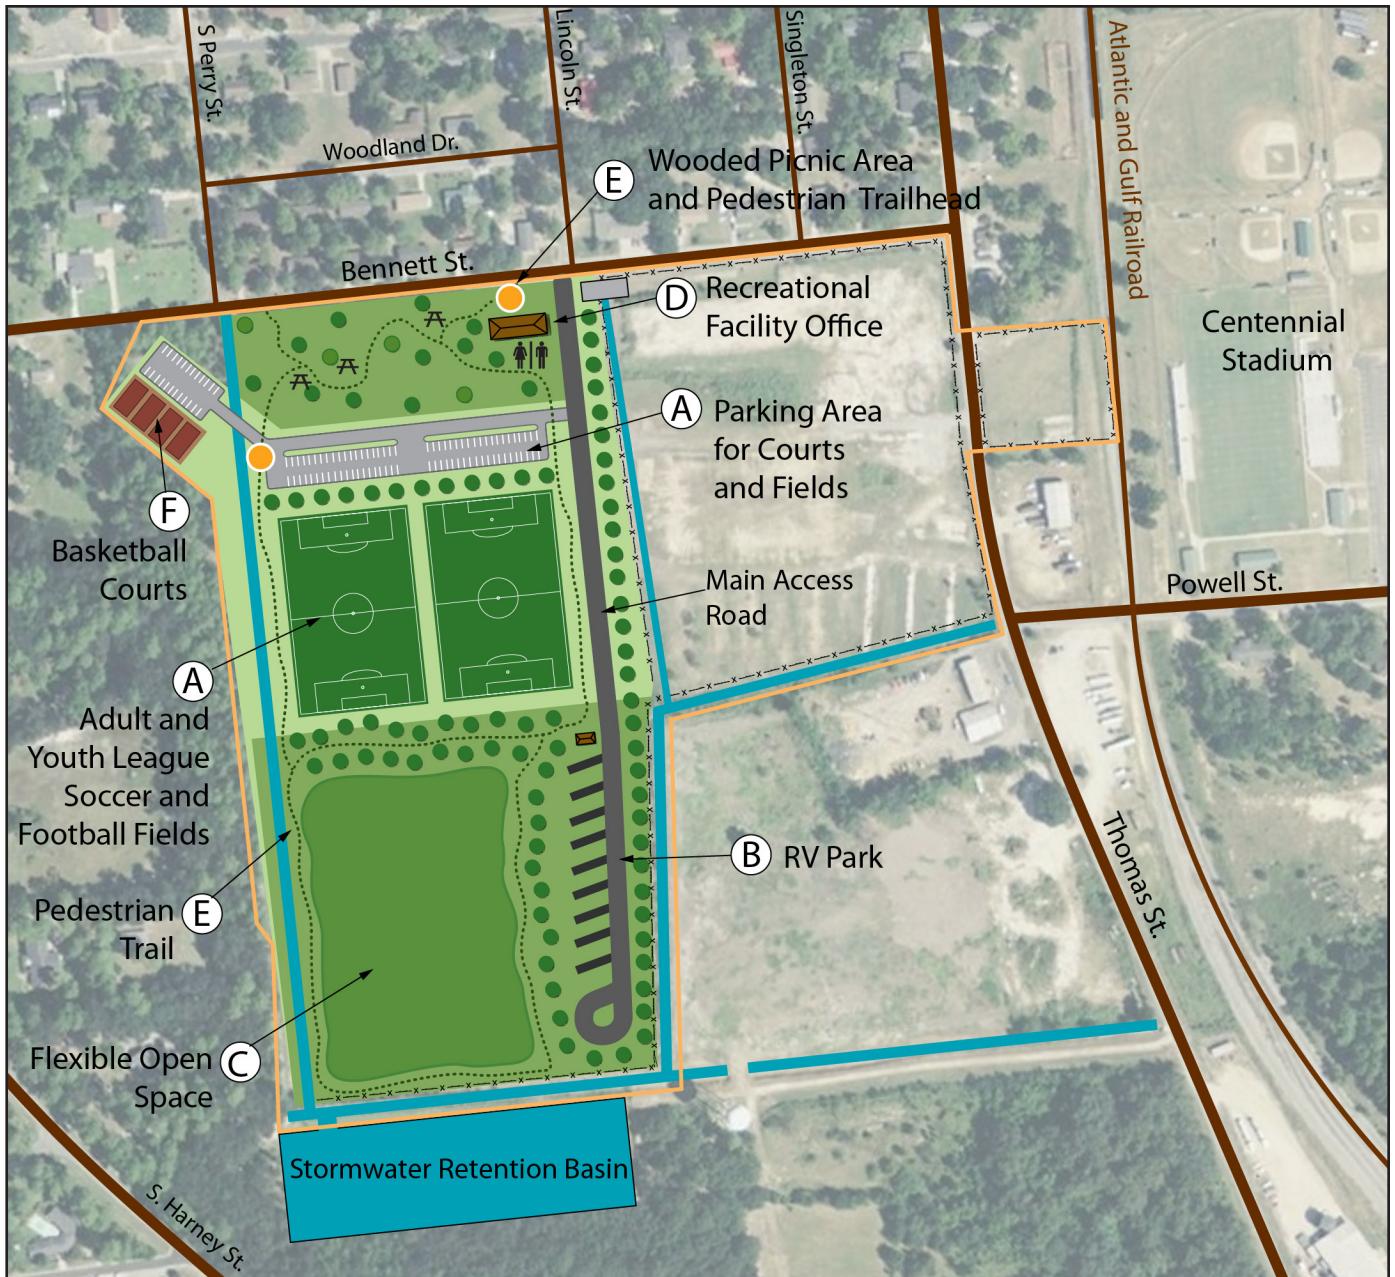 S Perry St.
Lincoln St.
Singleton St.
Atlantic and Gulf Railroad
Woodland Dr.
E
Wooded Picnic Area
and Pedestrian Trailhead
Bennett St.
D
Recreational
Facility Office
Centennial
Stadium
A
Parking Area
for Courts
and Fields
F
Basketball
Courts
Main Access
Road
Powell St.
A
Adult and
Youth League
Soccer and
Football Fields
B
RV Park
Thomas St.
Pedestrian
Trail
E
Flexible Open
Space
C
Stormwater Retention Basin
S. Harney St.